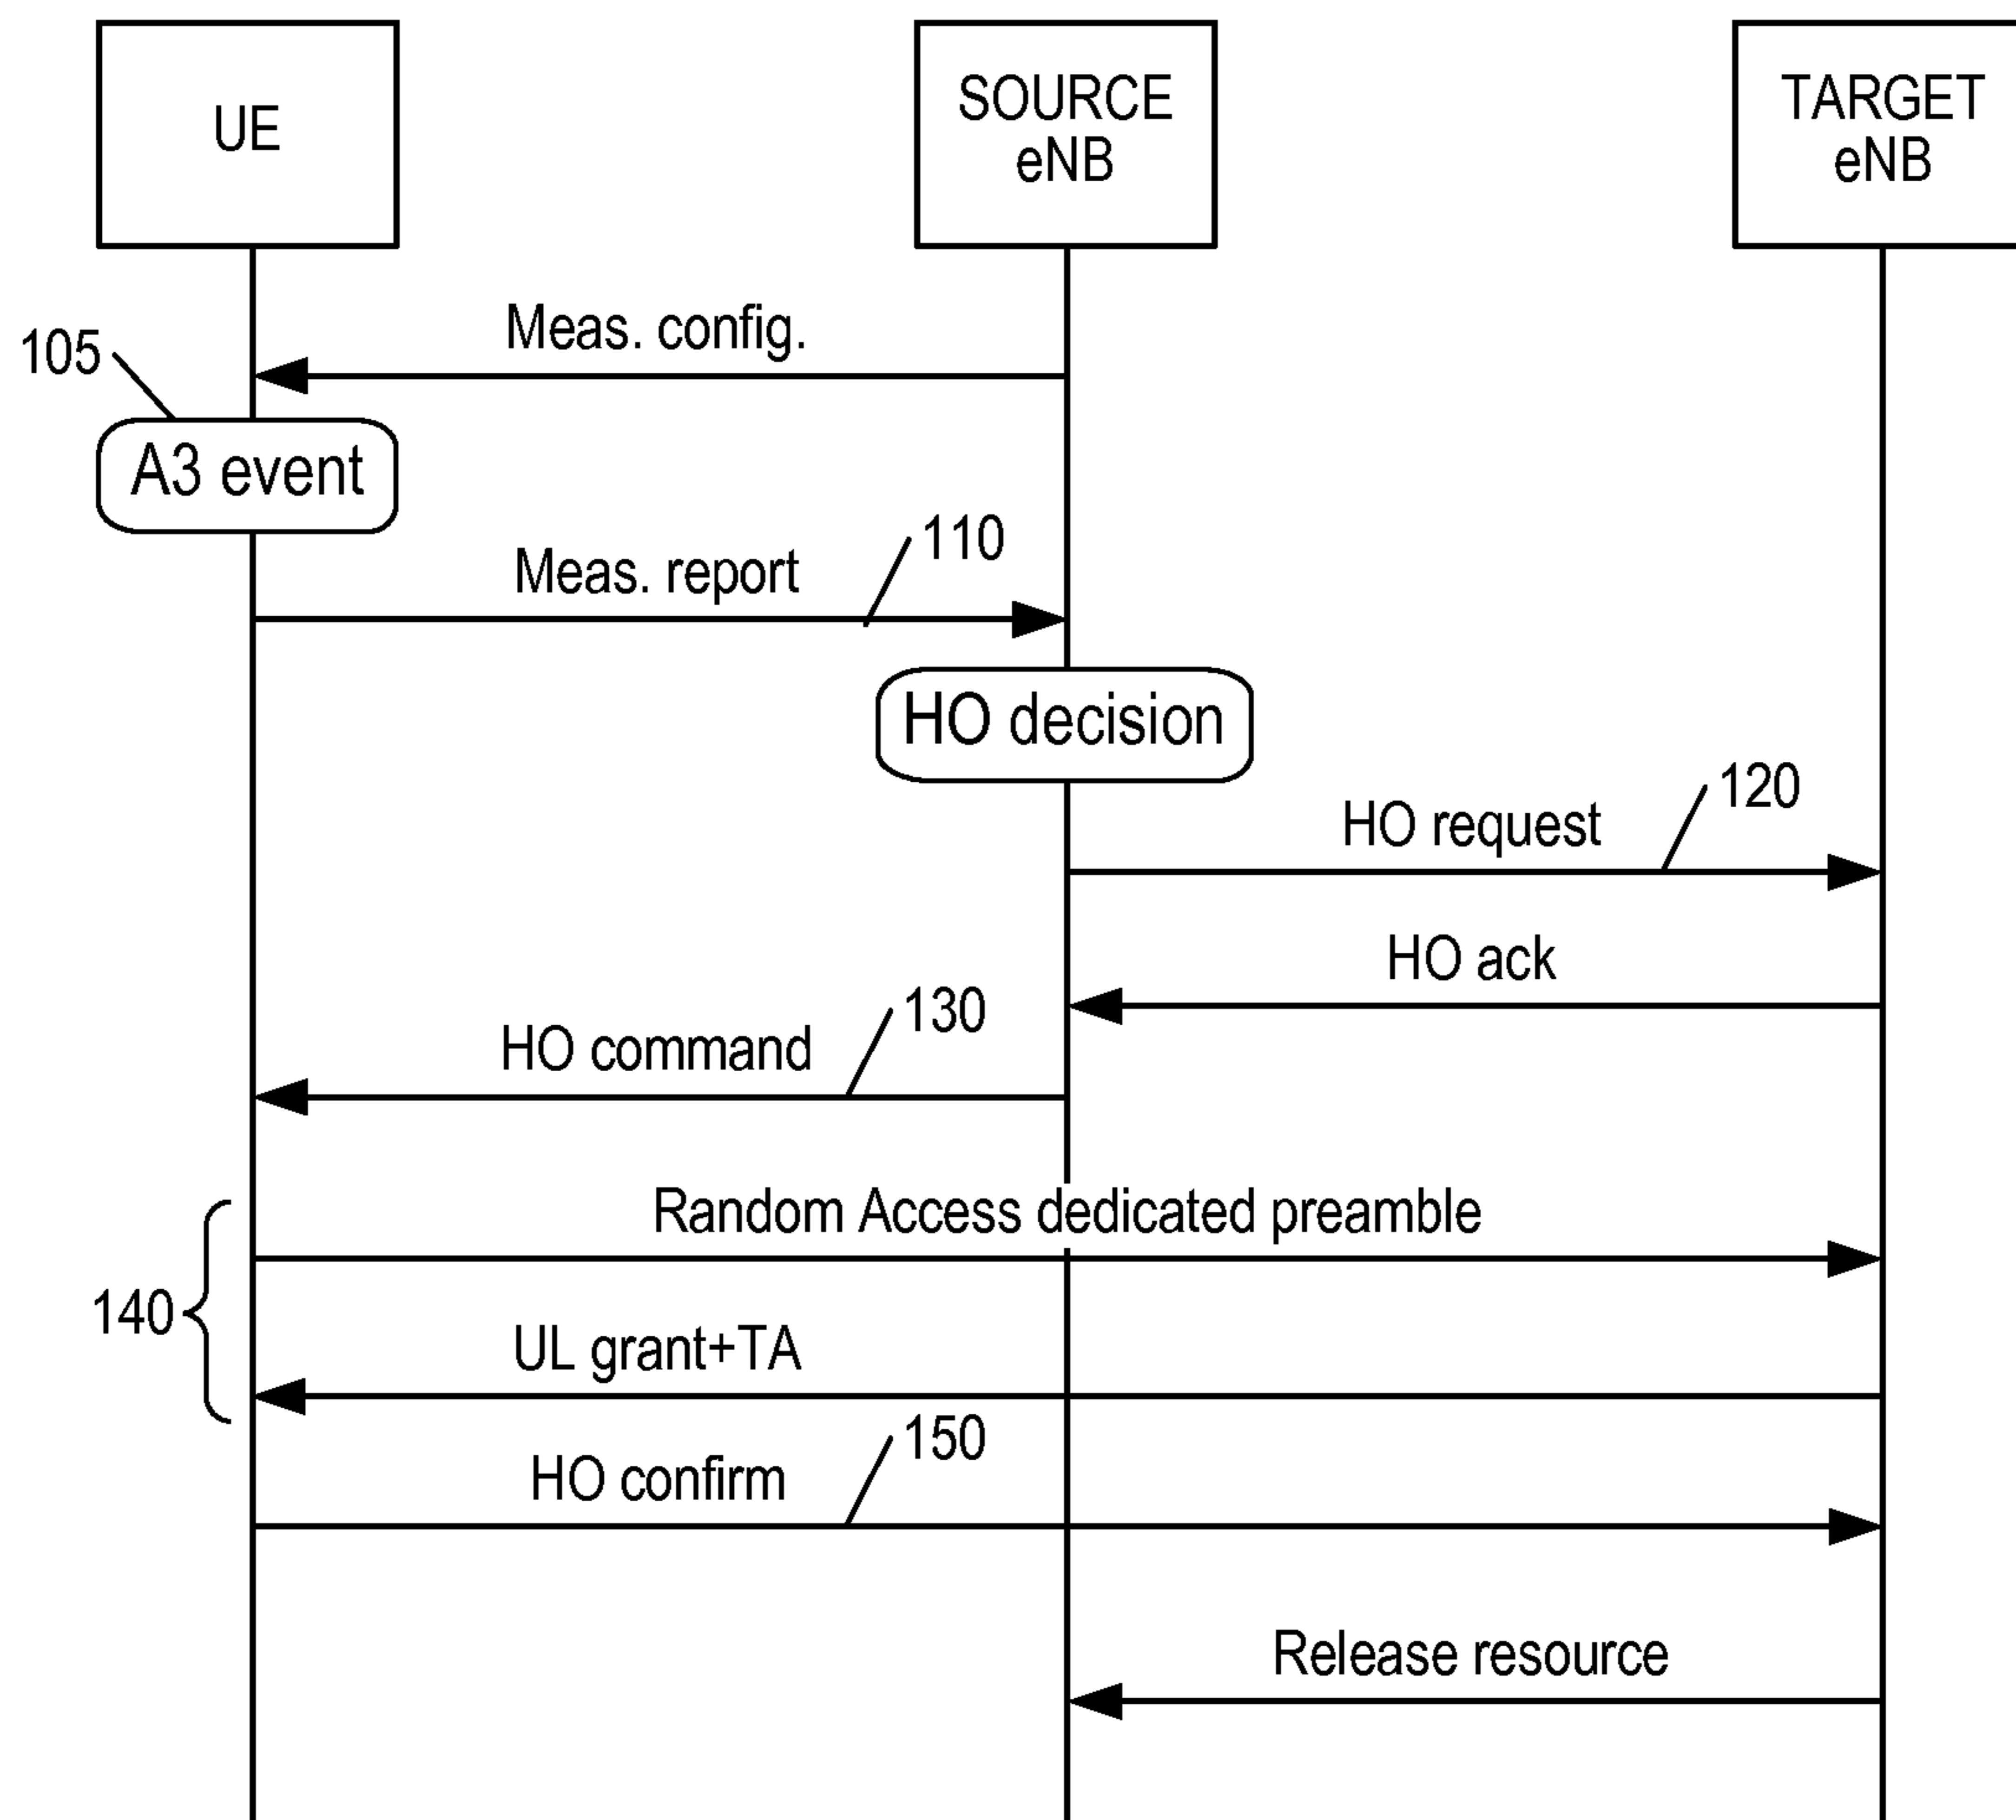 UE
SOURCE
eNB
TARGET
eNB
Meas. config.
105
A3 event
110
Meas. report
HO decision
120
HO request
HO ack
130
HO command
Random Access dedicated preamble
140
UL grant+TA
150
HO confirm
Release resource